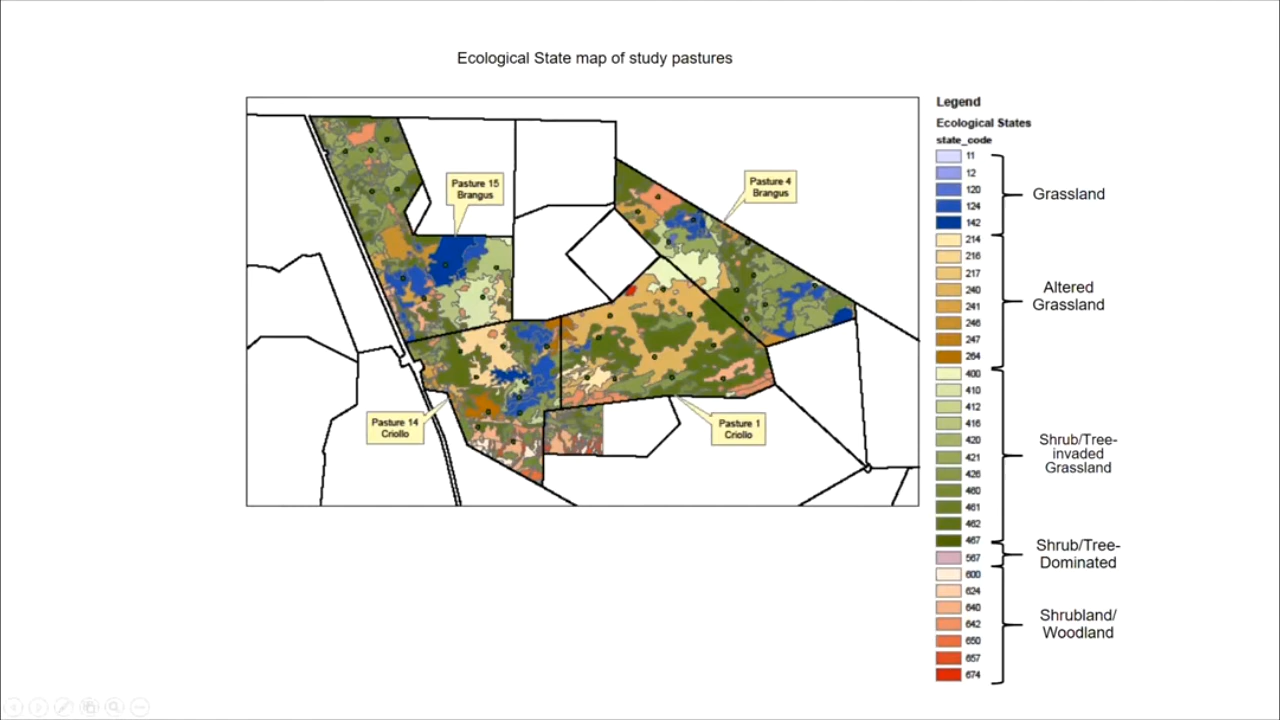 Ecological State map of study pastures
Pasture 15
Brangus
Pasture 4
Brangus
Pasture 14
Criollo
Pasture 1
Criollo
Legend
Ecological States
state_code
11
12
120
124
142
214
216
217
240
241
246
247
264
400
410
412
416
420
421
426
460
461
462
467
567
600
624
640
642
650
657
674
Grassland
Altered
Grassland
Shrub/Tree-
invaded
Grassland
Shrub/Tree-
Dominated
Shrubland/
Woodland